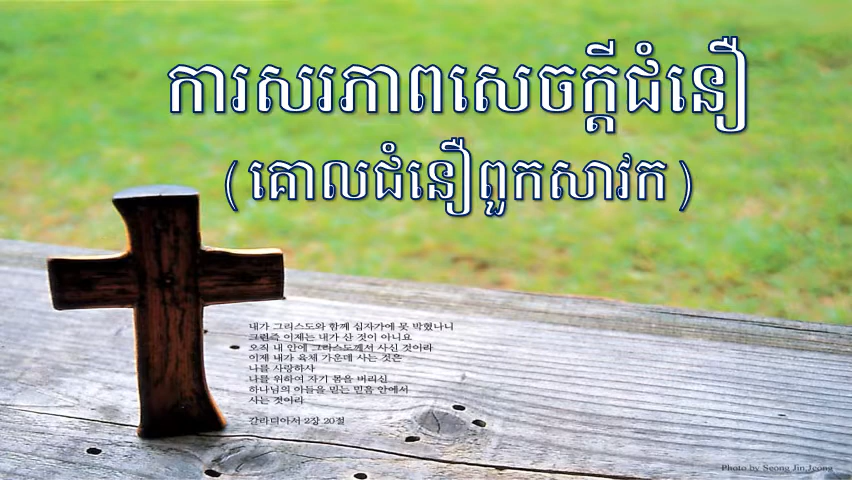 ការសរភាពសេចក្ដីជំនឿ
(គោលជំនឿពួកសាវក)
내가 그리스도와 함께 십자가에 못 박혔나니
그런즉 이제는 내가 산 것이 아니요
오직 내 안에 그리스도께서 사신 것이라
이제 내가 육체 가운데 사는 것은
나를 사랑하사
나를 위하여 자기 몸을 버리신
하나님의 아들을 믿는 믿음 안에서
사는 것이라
갈라디아서 2장 20절
Photo by Seong Jin,Jeong